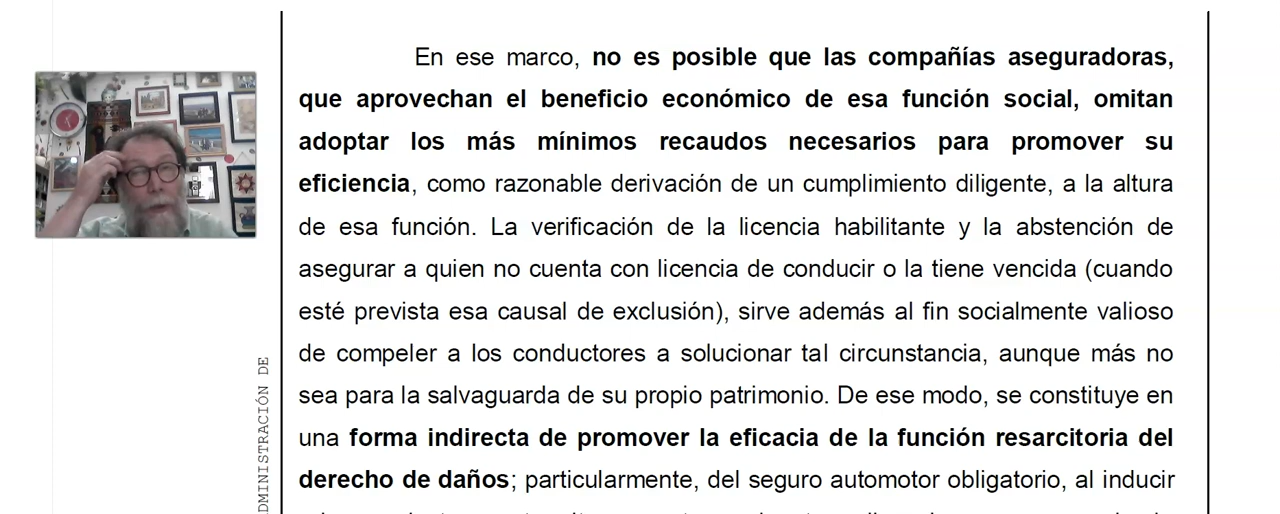 En ese marco, no es posible que las compañías aseguradoras,
que aprovechan el beneficio económico de esa función social, omitan
adoptar los más mínimos recaudos necesarios para promover su
eficiencia, como razonable derivación de un cumplimiento diligente, a la altura
de esa función. La verificación de la licencia habilitante y la abstención de
asegurar a quien no cuenta con licencia de conducir o la tiene vencida (cuando
esté prevista esa causal de exclusión), sirve además al fin socialmente valioso
de compeler a los conductores a solucionar tal circunstancia, aunque más no
sea para la salvaguarda de su propio patrimonio. De ese modo, se constituye en
una forma indirecta de promover la eficacia de la función resarcitoria del
derecho de daños; particularmente, del seguro automotor obligatorio, al inducir
ADMINISTRACIÓN DE